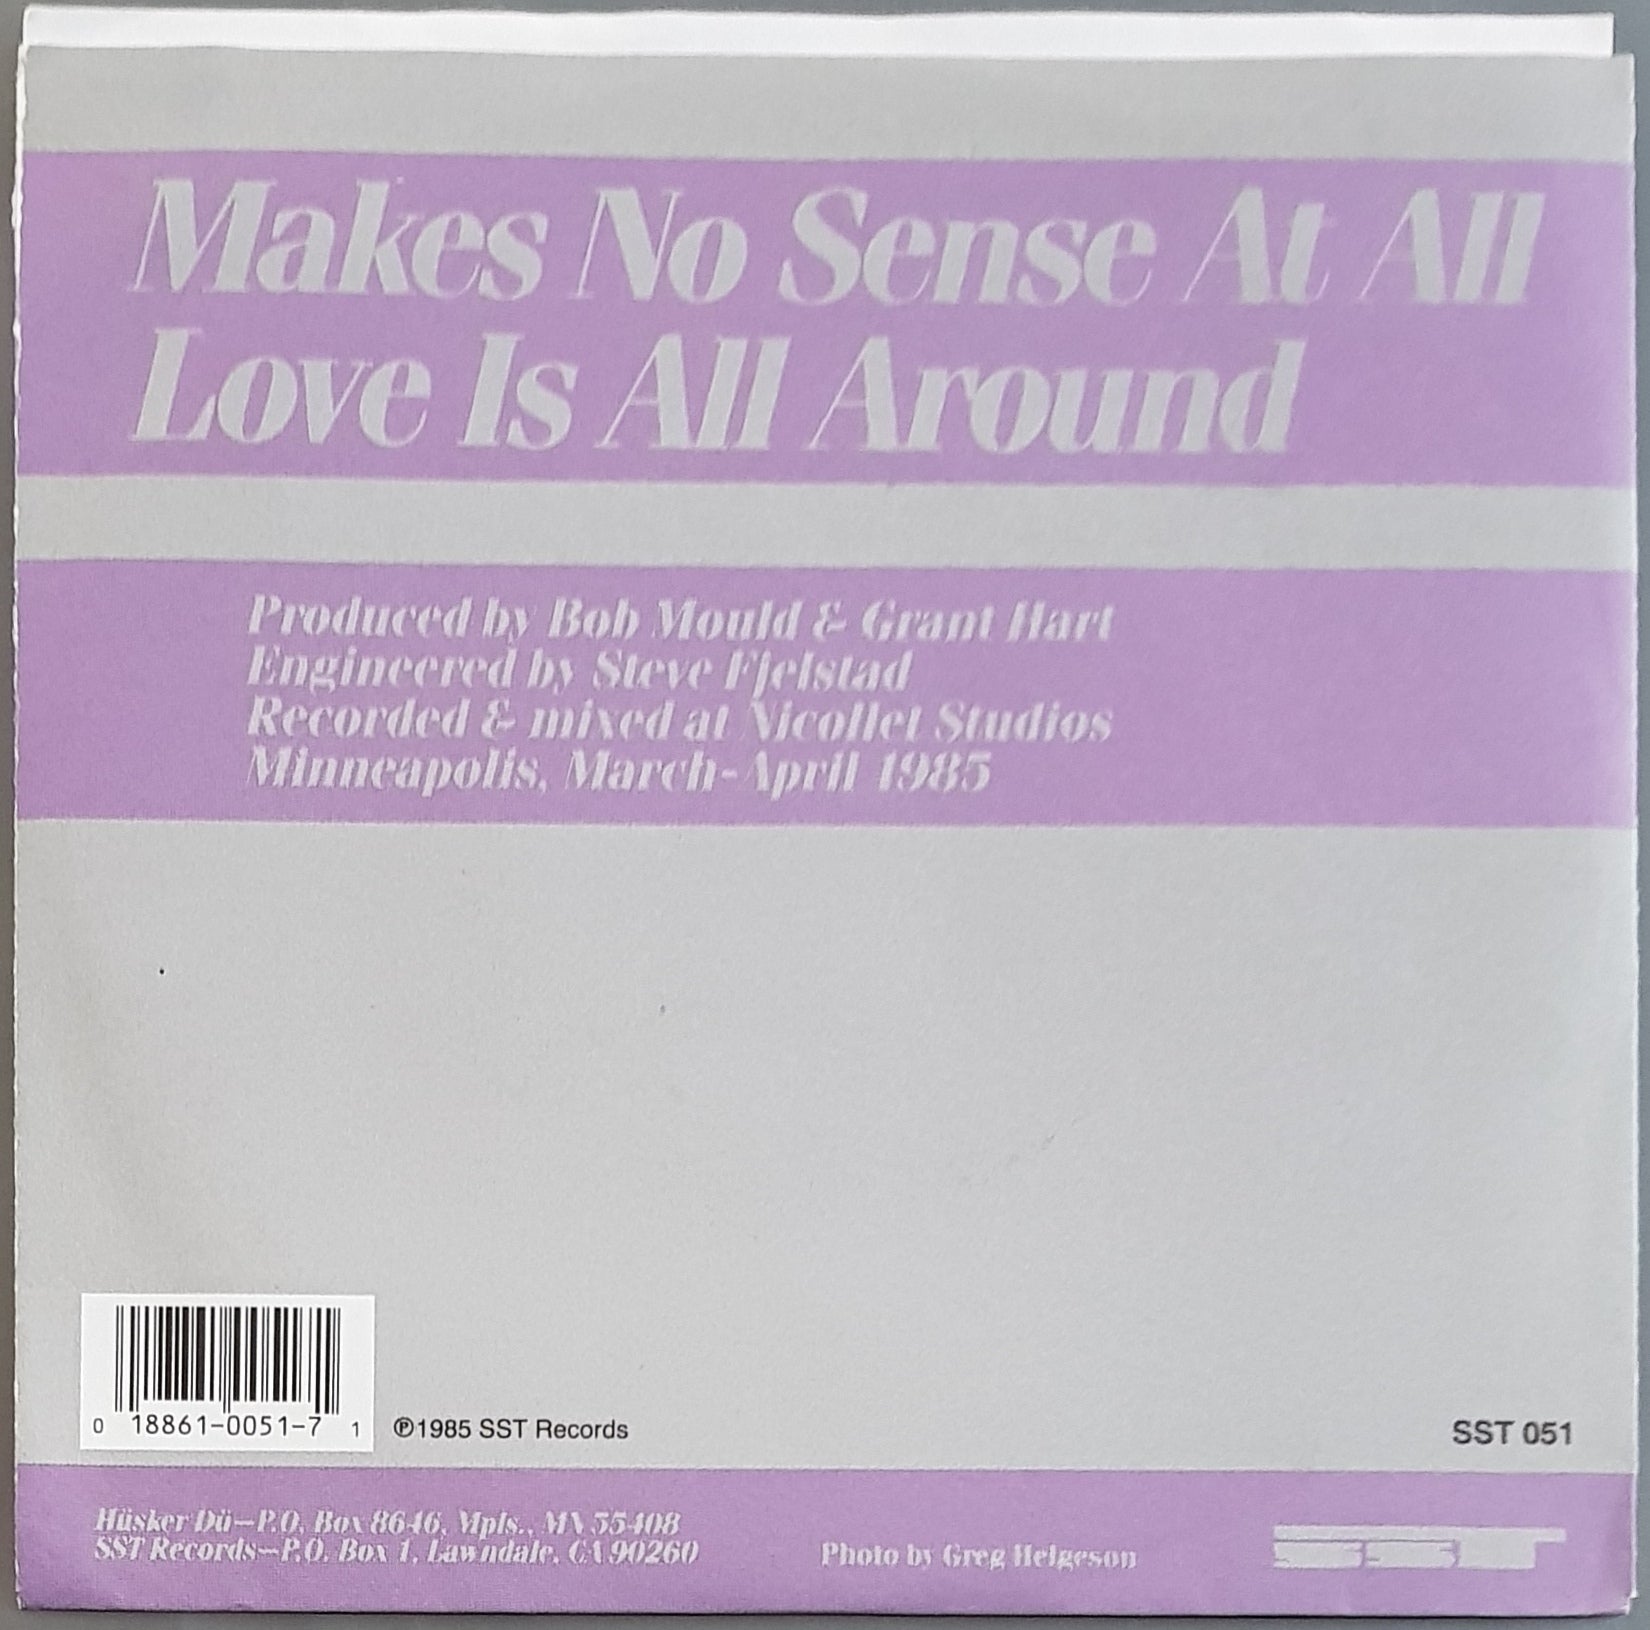 Makes No Sense At All
Love Is All Around
Produced by Bob Mould & Grant Hart
Engineered by Steve Fjelstad
Recorded & mixed at Nicollet Studios
Minneapolis, March-April 1985
0 18861-0051-7 1
℗1985 SST Records
SST 051
Hüsker Dü—P.O. Box 8646, Mpls., MN 55408
SST Records—P.O. Box 1, Lawndale, CA 90260
Photo by Greg Helgeson
SST